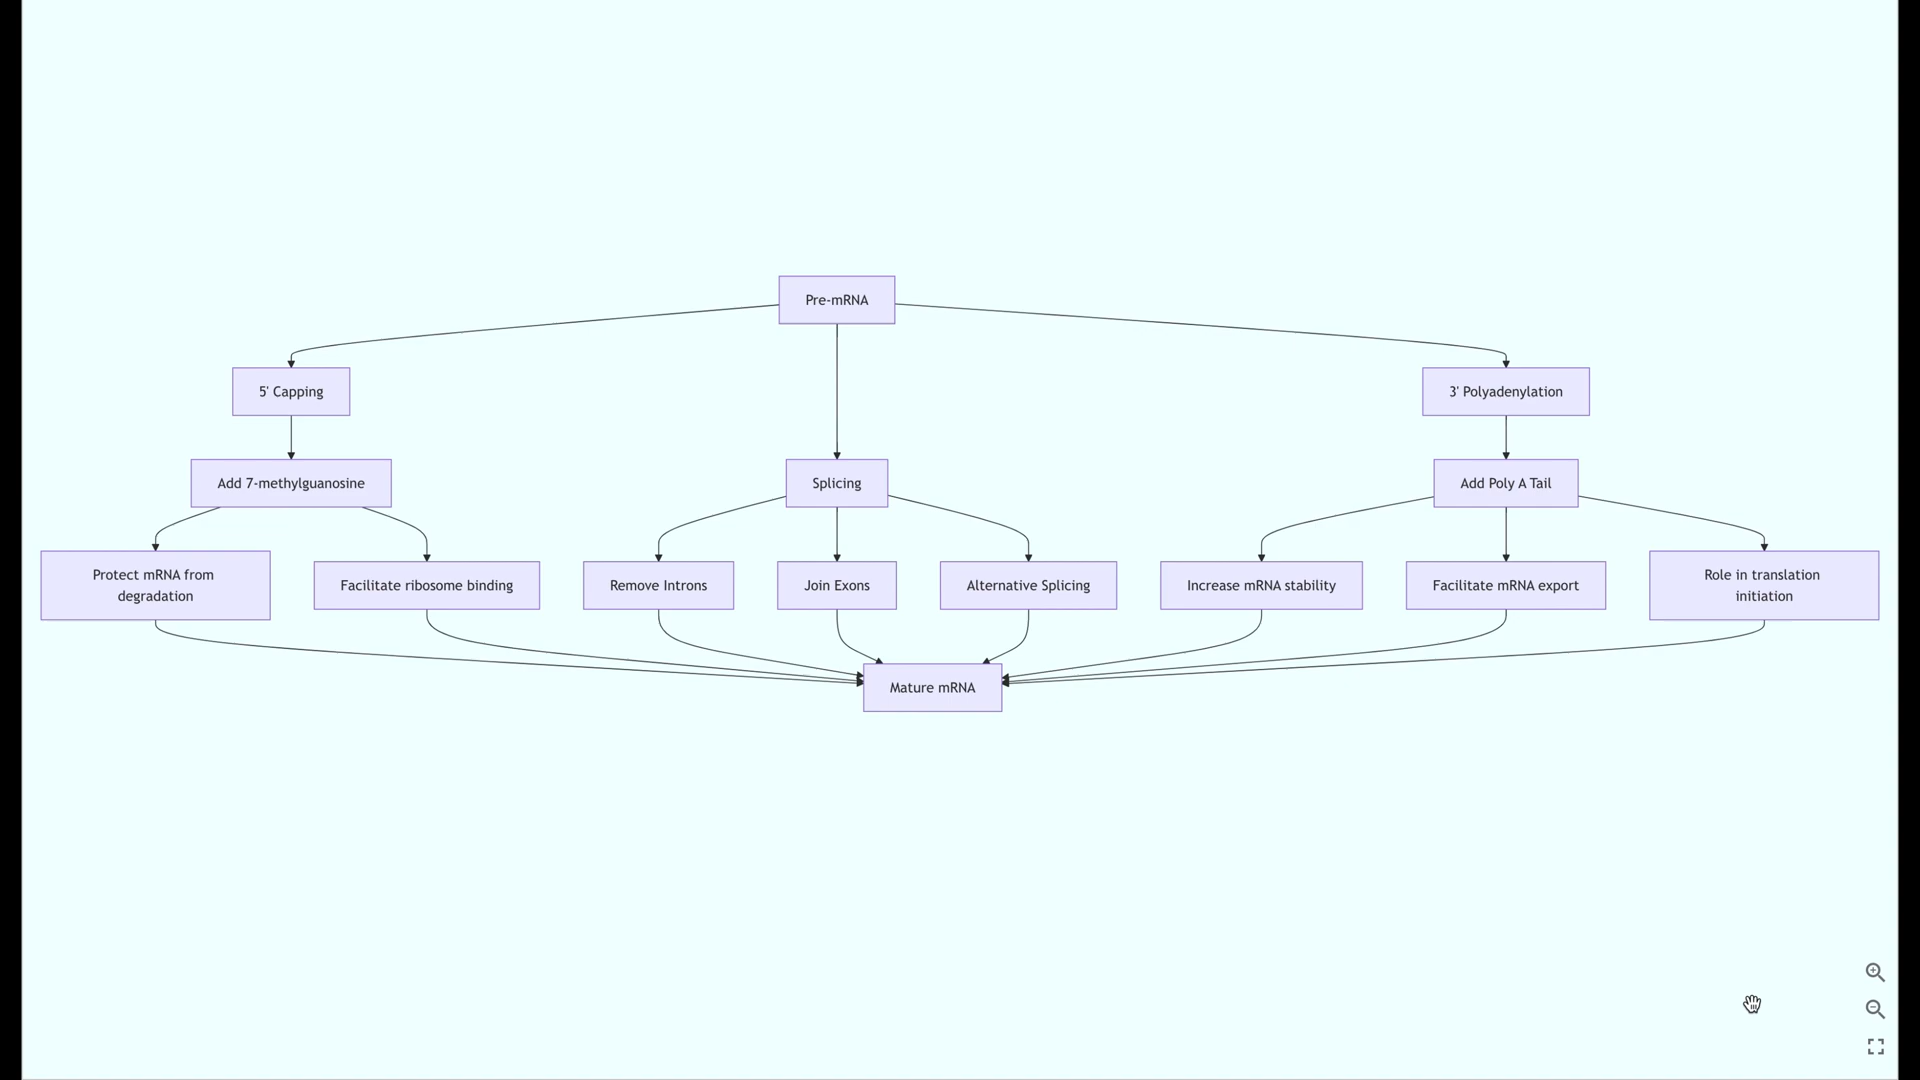 Pre-mRNA
5' Capping
3' Polyadenylation
Add 7-methylguanosine
Splicing
Add Poly A Tail
Protect mRNA from
degradation
Facilitate ribosome binding
Remove Introns
Join Exons
Alternative Splicing
Increase mRNA stability
Facilitate mRNA export
Role in translation
initiation
Mature mRNA